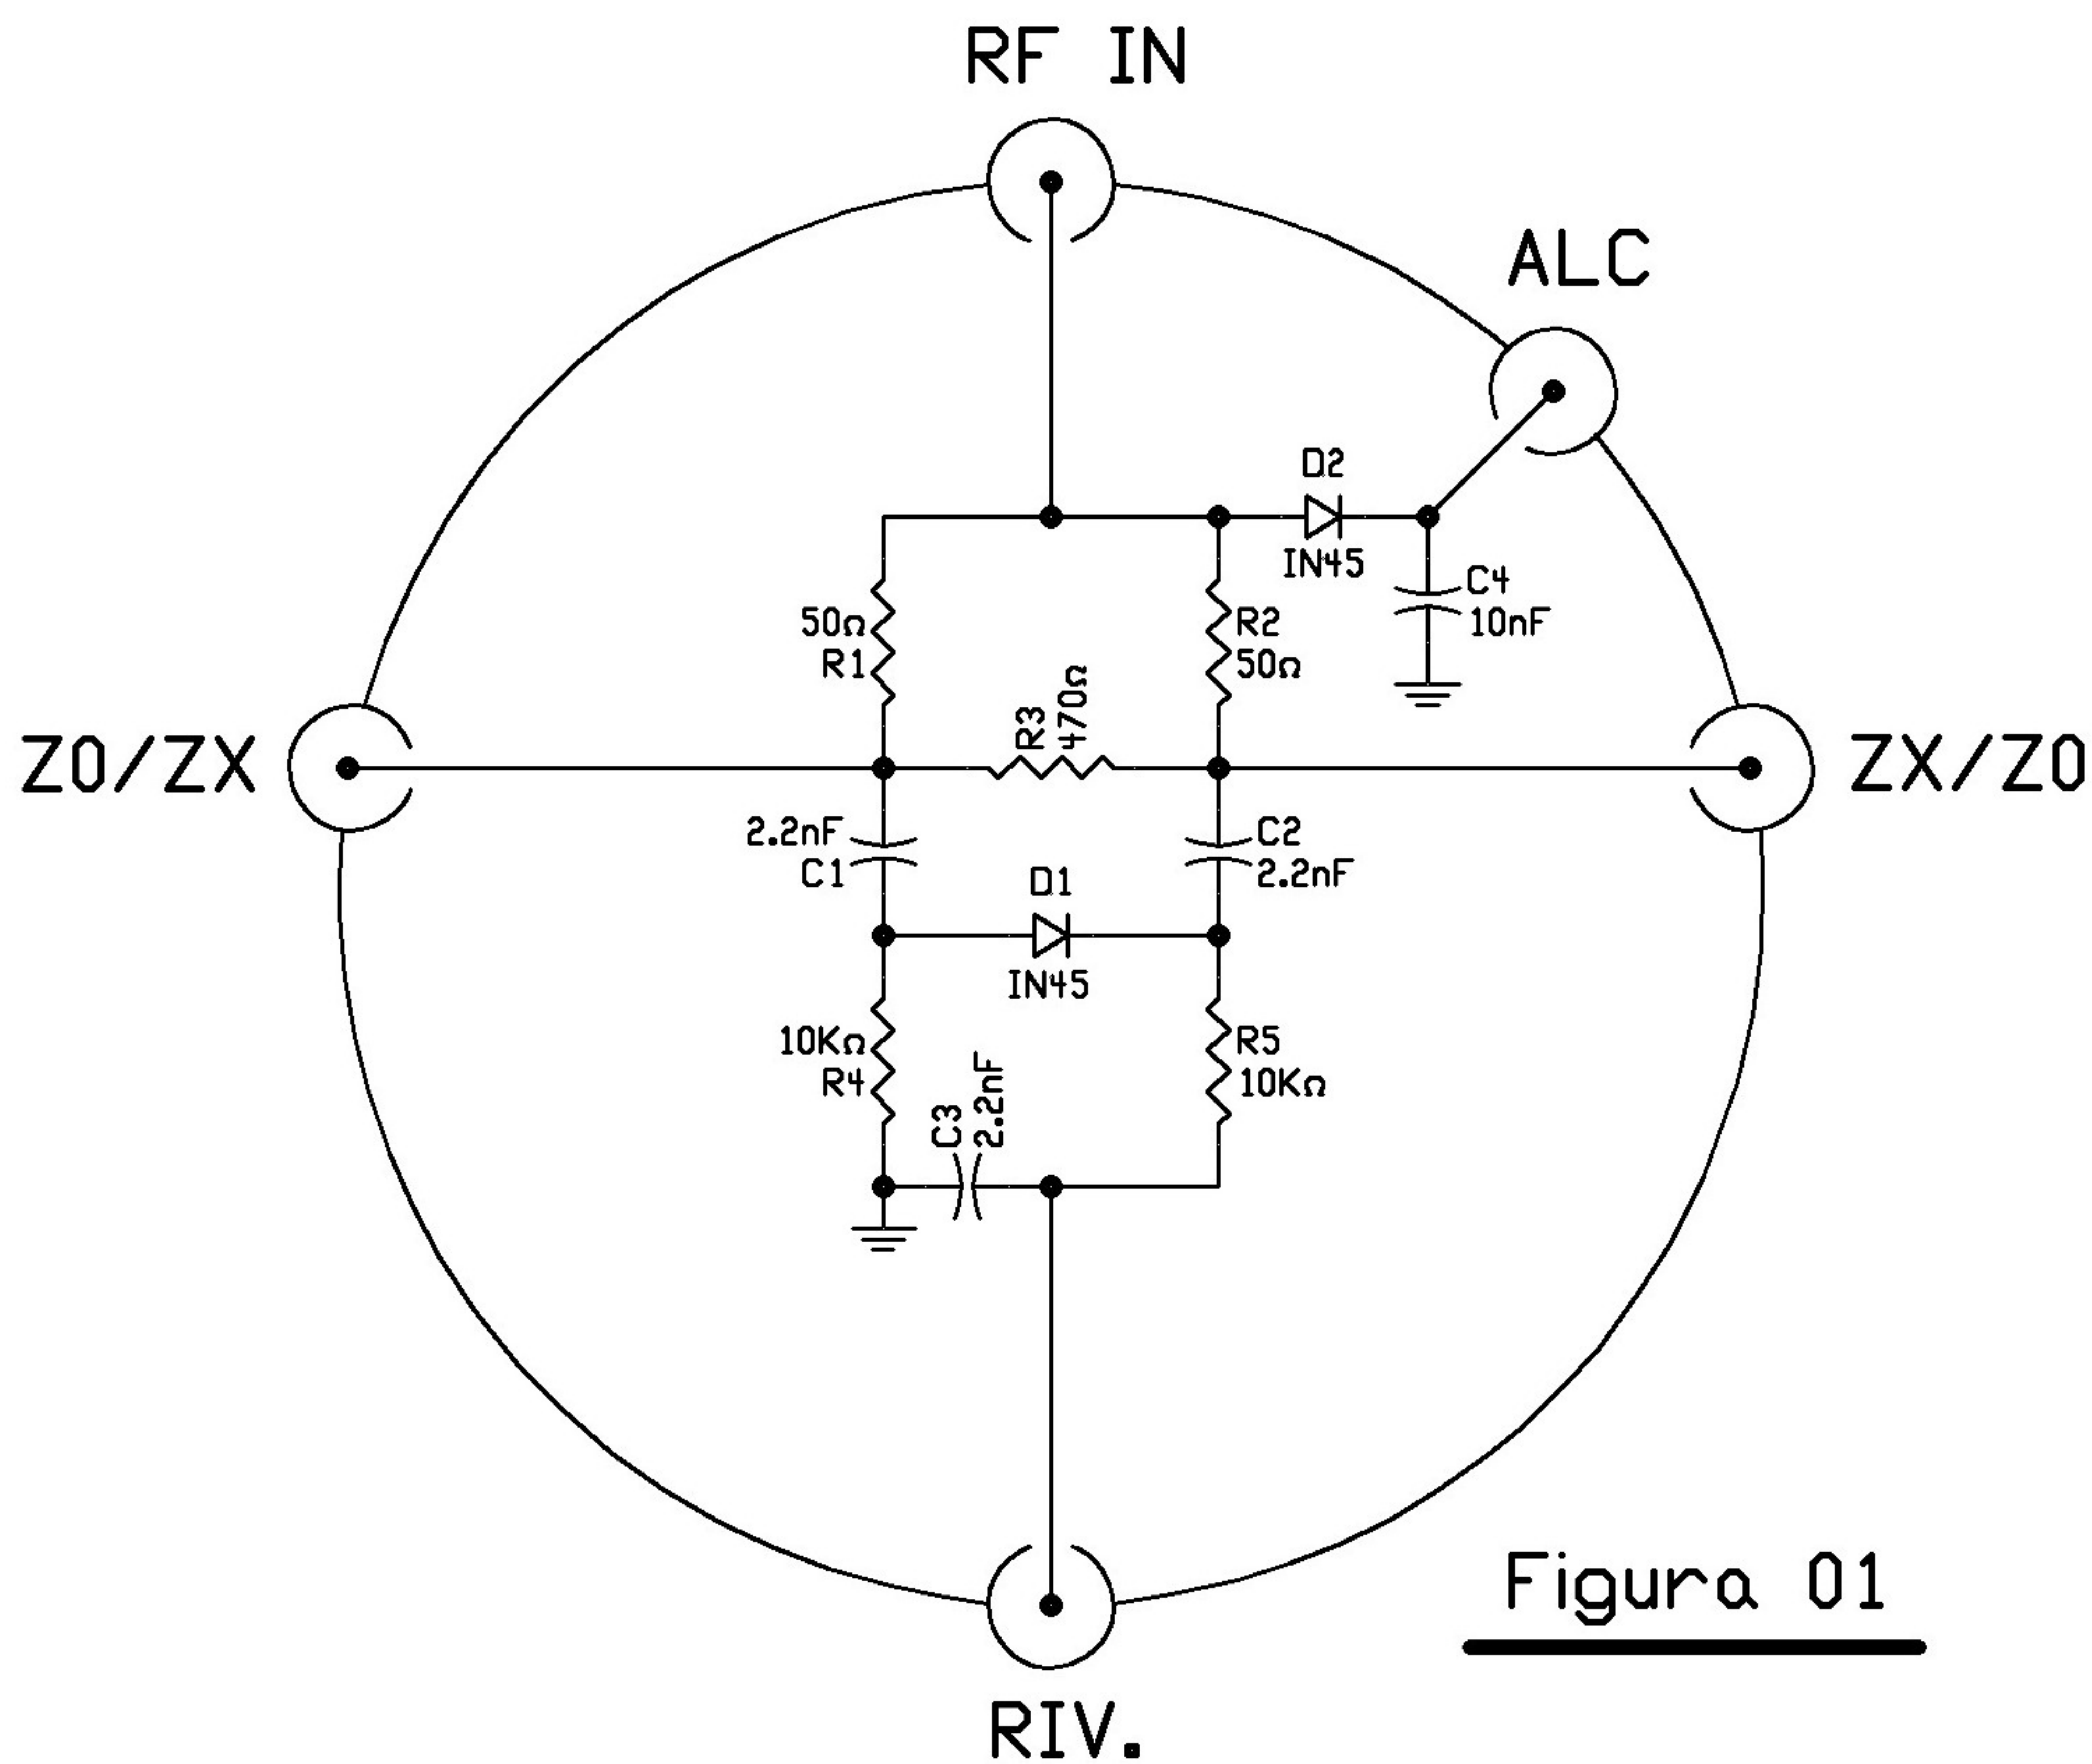 RF IN
ALC
D2
IN45
C4
10nF
50Ω
R1
R2
50Ω
R3
470Ω
Z0/ZX
ZX/Z0
2.2nF
C1
C2
2.2nF
D1
IN45
10KΩ
R4
R5
10KΩ
C3
2.2nF
Figura 01
RIV.